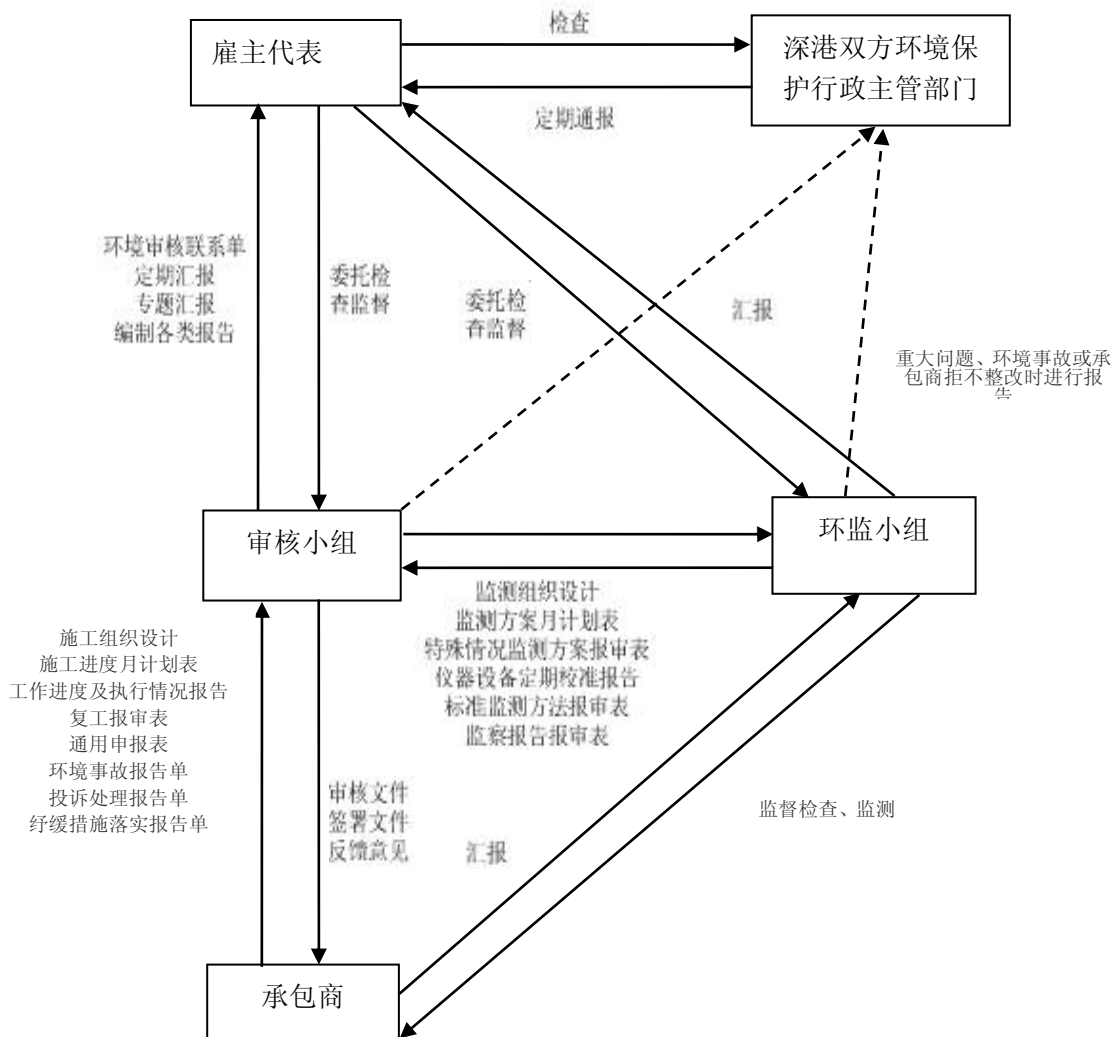 检查
雇主代表
深港双方环境保
护行政主管部门
定期通报
环境审核联系单
定期汇报
专题汇报
编制各类报告
委托检
查监督
委托检
查监督
汇报
重大问题、环境事故或承
包商拒不整改时进行报
告
审核小组
环监小组
监测组织设计
监测方案月计划表
特殊情况监测方案报审表
仪器设备定期校准报告
标准监测方法报审表
监察报告报审表
施工组织设计
施工进度月计划表
工作进度及执行情况报告
复工报审表
通用申报表
环境事故报告单
投诉处理报告单
纾缓措施落实报告单
审核文件
签署文件
反馈意见
汇报
监督检查、监测
承包商